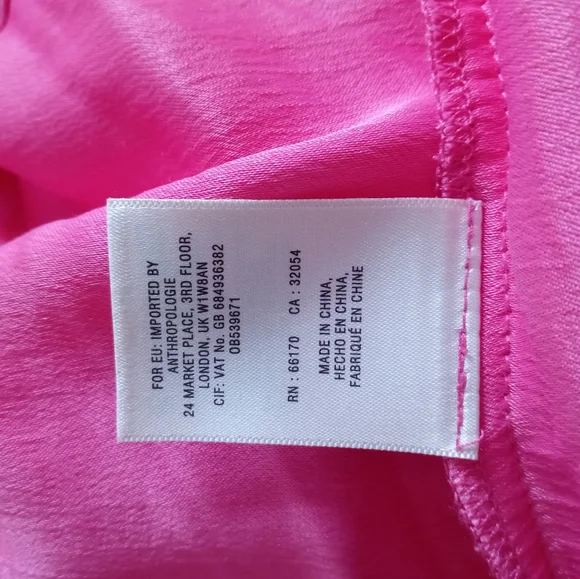 FOR EU: IMPORTED BY
ANTHROPOLOGIE
24 MARKET PLACE, 3RD FLOOR,
LONDON, UK W1W8AN
CIF: VAT No. GB 684936382
OB539671
RN : 66170 CA : 32054
MADE IN CHINA,
HECHO EN CHINA,
FABRIQUÉ EN CHINE